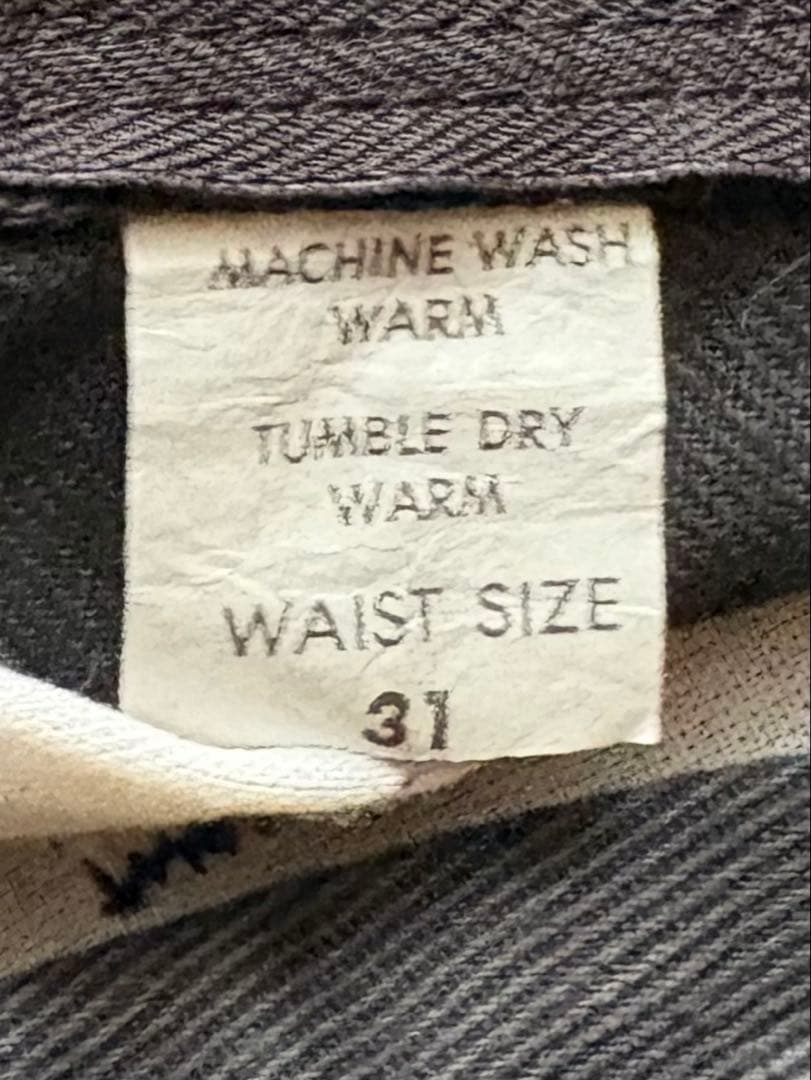 MACHINE WASH
WARM
TUMBLE DRY
WARM
WAIST SIZE
31